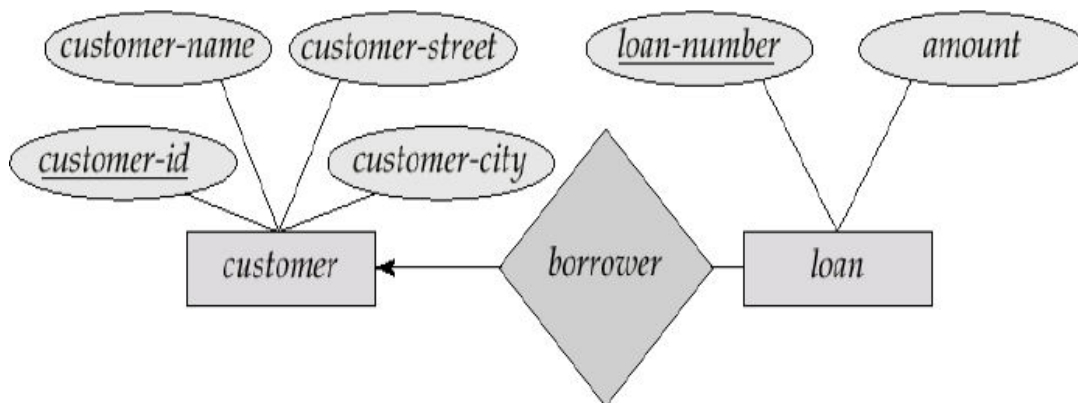 customer-name
customer-street
loan-number
amount
customer-id
customer-city
customer
borrower
loan